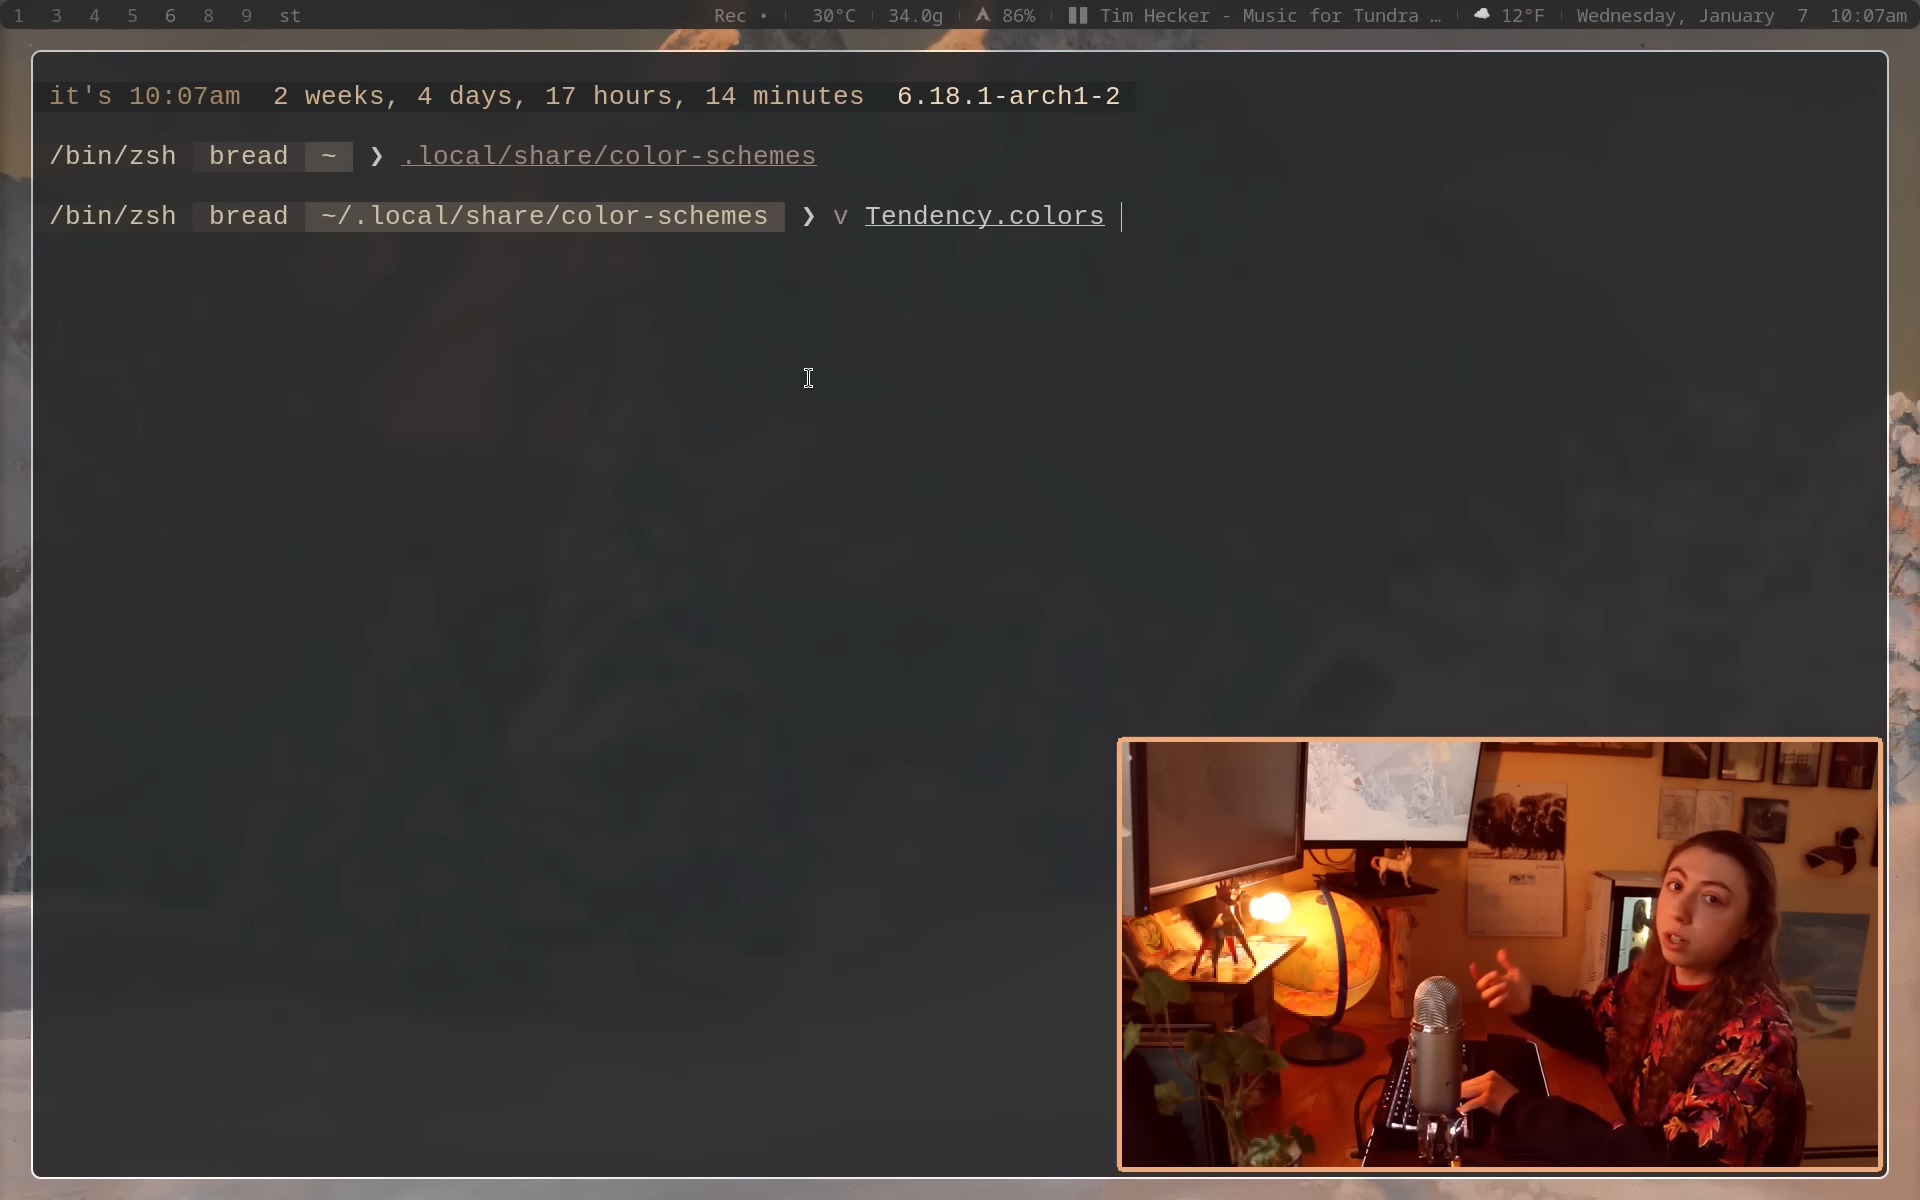 1 3 4 5 6 8 9 st Rec • 30°C 34.0g 86% Tim Hecker - Music for Tundra … 12°F Wednesday, January 7 10:07am
it's 10:07am 2 weeks, 4 days, 17 hours, 14 minutes 6.18.1-arch1-2
/bin/zsh bread ~ ❯ .local/share/color-schemes
/bin/zsh bread ~/.local/share/color-schemes ❯ v Tendency.colors